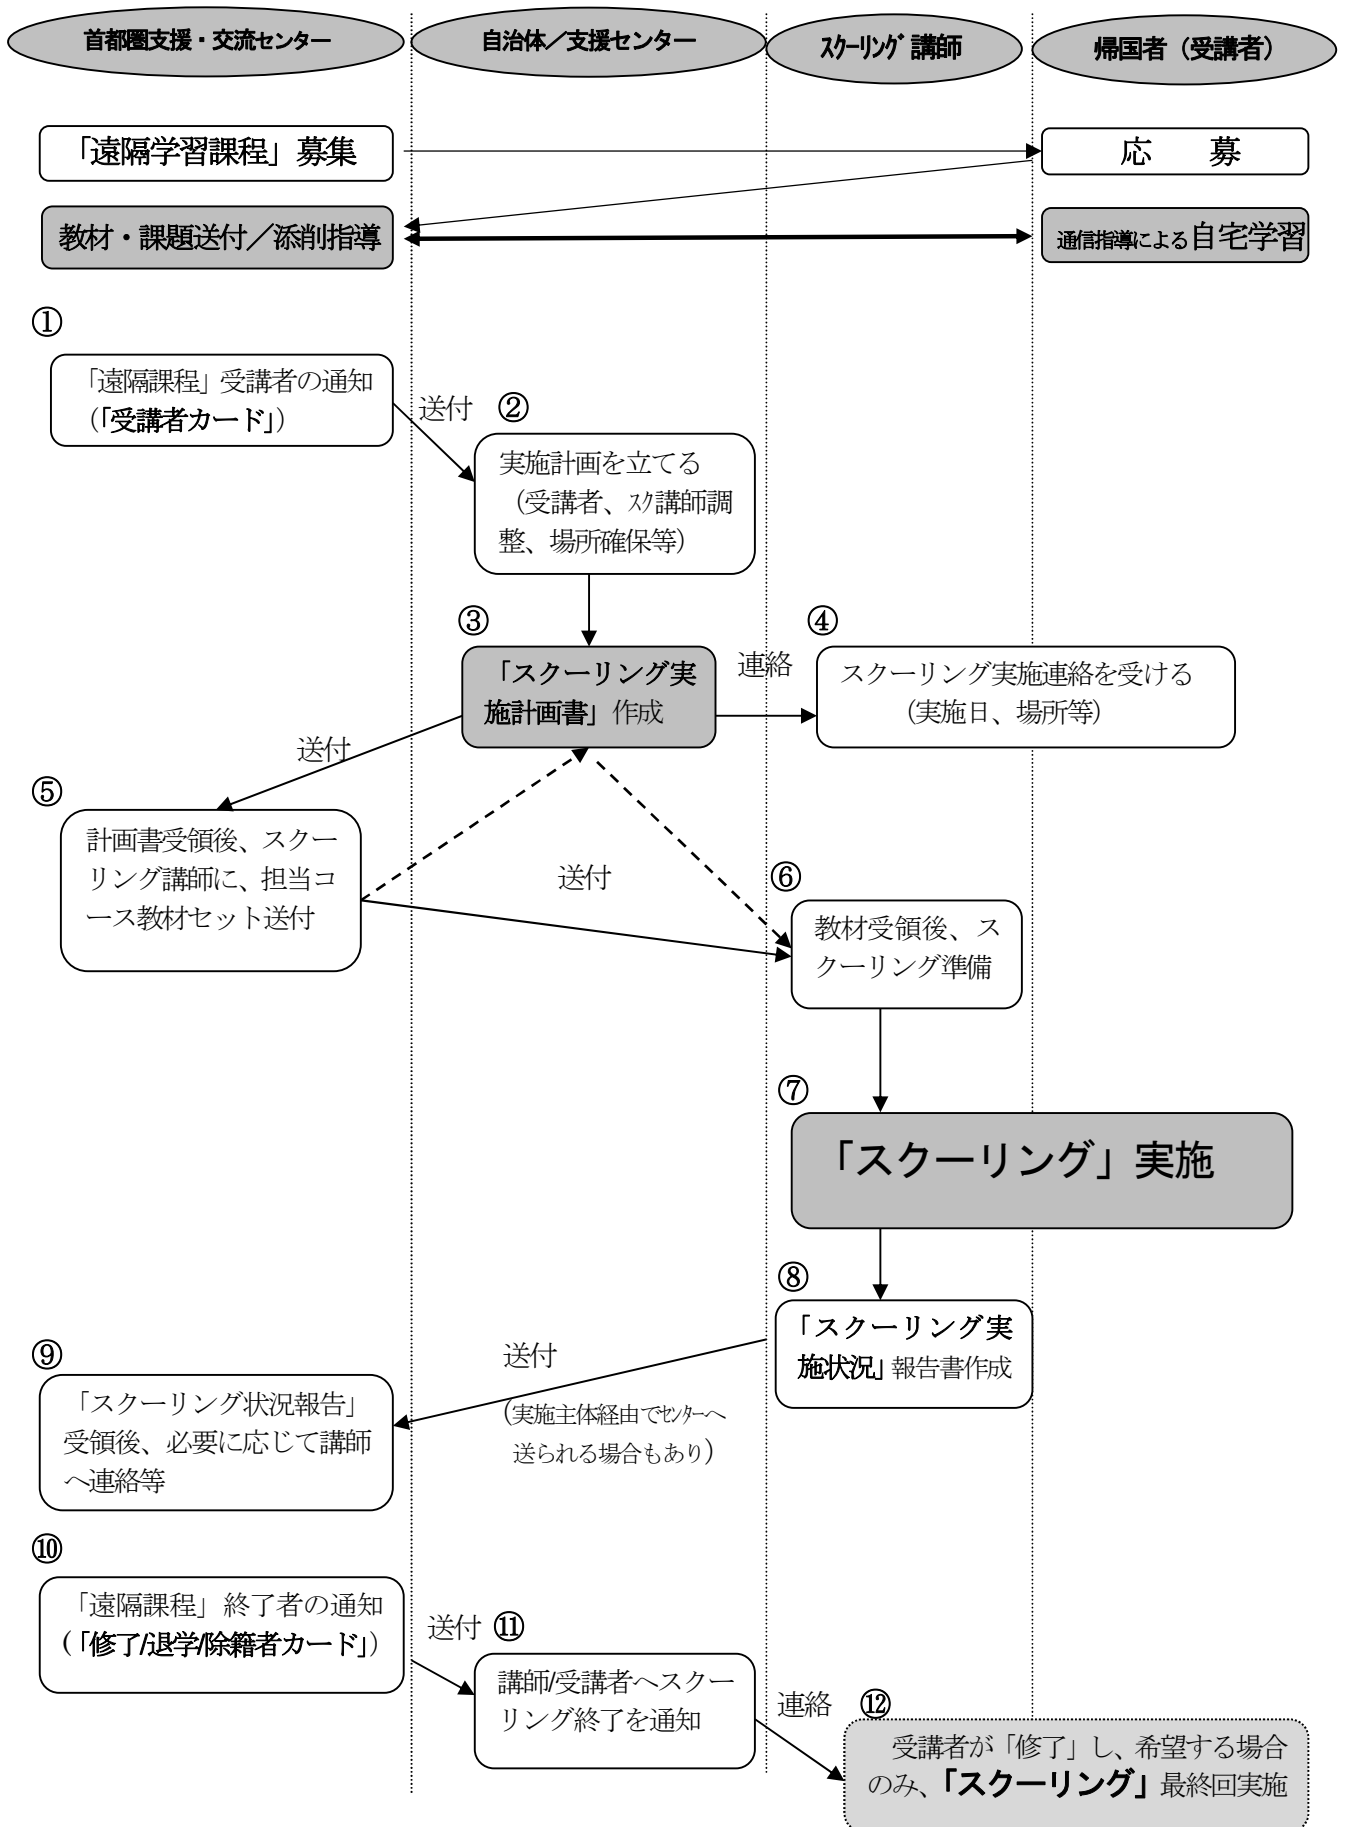 首都圏支援・交流センター
自治体／支援センター
ｽｸｰﾘﾝｸﾞ講師
帰国者（受講者）
「遠隔学習課程」募集
応　　募
教材・課題送付／添削指導
通信指導による自宅学習
①
「遠隔課程」受講者の通知
（「受講者カード」）
送付
②
実施計画を立てる
（受講者、ｽｸ講師調
整、場所確保等）
③
「スクーリング実
施計画書」作成
連絡
④
スクーリング実施連絡を受ける
（実施日、場所等）
送付
⑤
計画書受領後、スクー
リング講師に、担当コ
ース教材セット送付
送付
⑥
教材受領後、ス
クーリング準備
⑦
「スクーリング」実施
⑧
「スクーリング実
施状況」報告書作成
送付
（実施主体経由でｾﾝﾀｰへ
送られる場合もあり）
⑨
「スクーリング状況報告」
受領後、必要に応じて講師
へ連絡等
⑩
「遠隔課程」終了者の通知
（「修了/退学/除籍者カード」）
送付
⑪
講師/受講者へスクー
リング終了を通知
連絡
⑫
受講者が「修了」し、希望する場合
のみ、「スクーリング」最終回実施